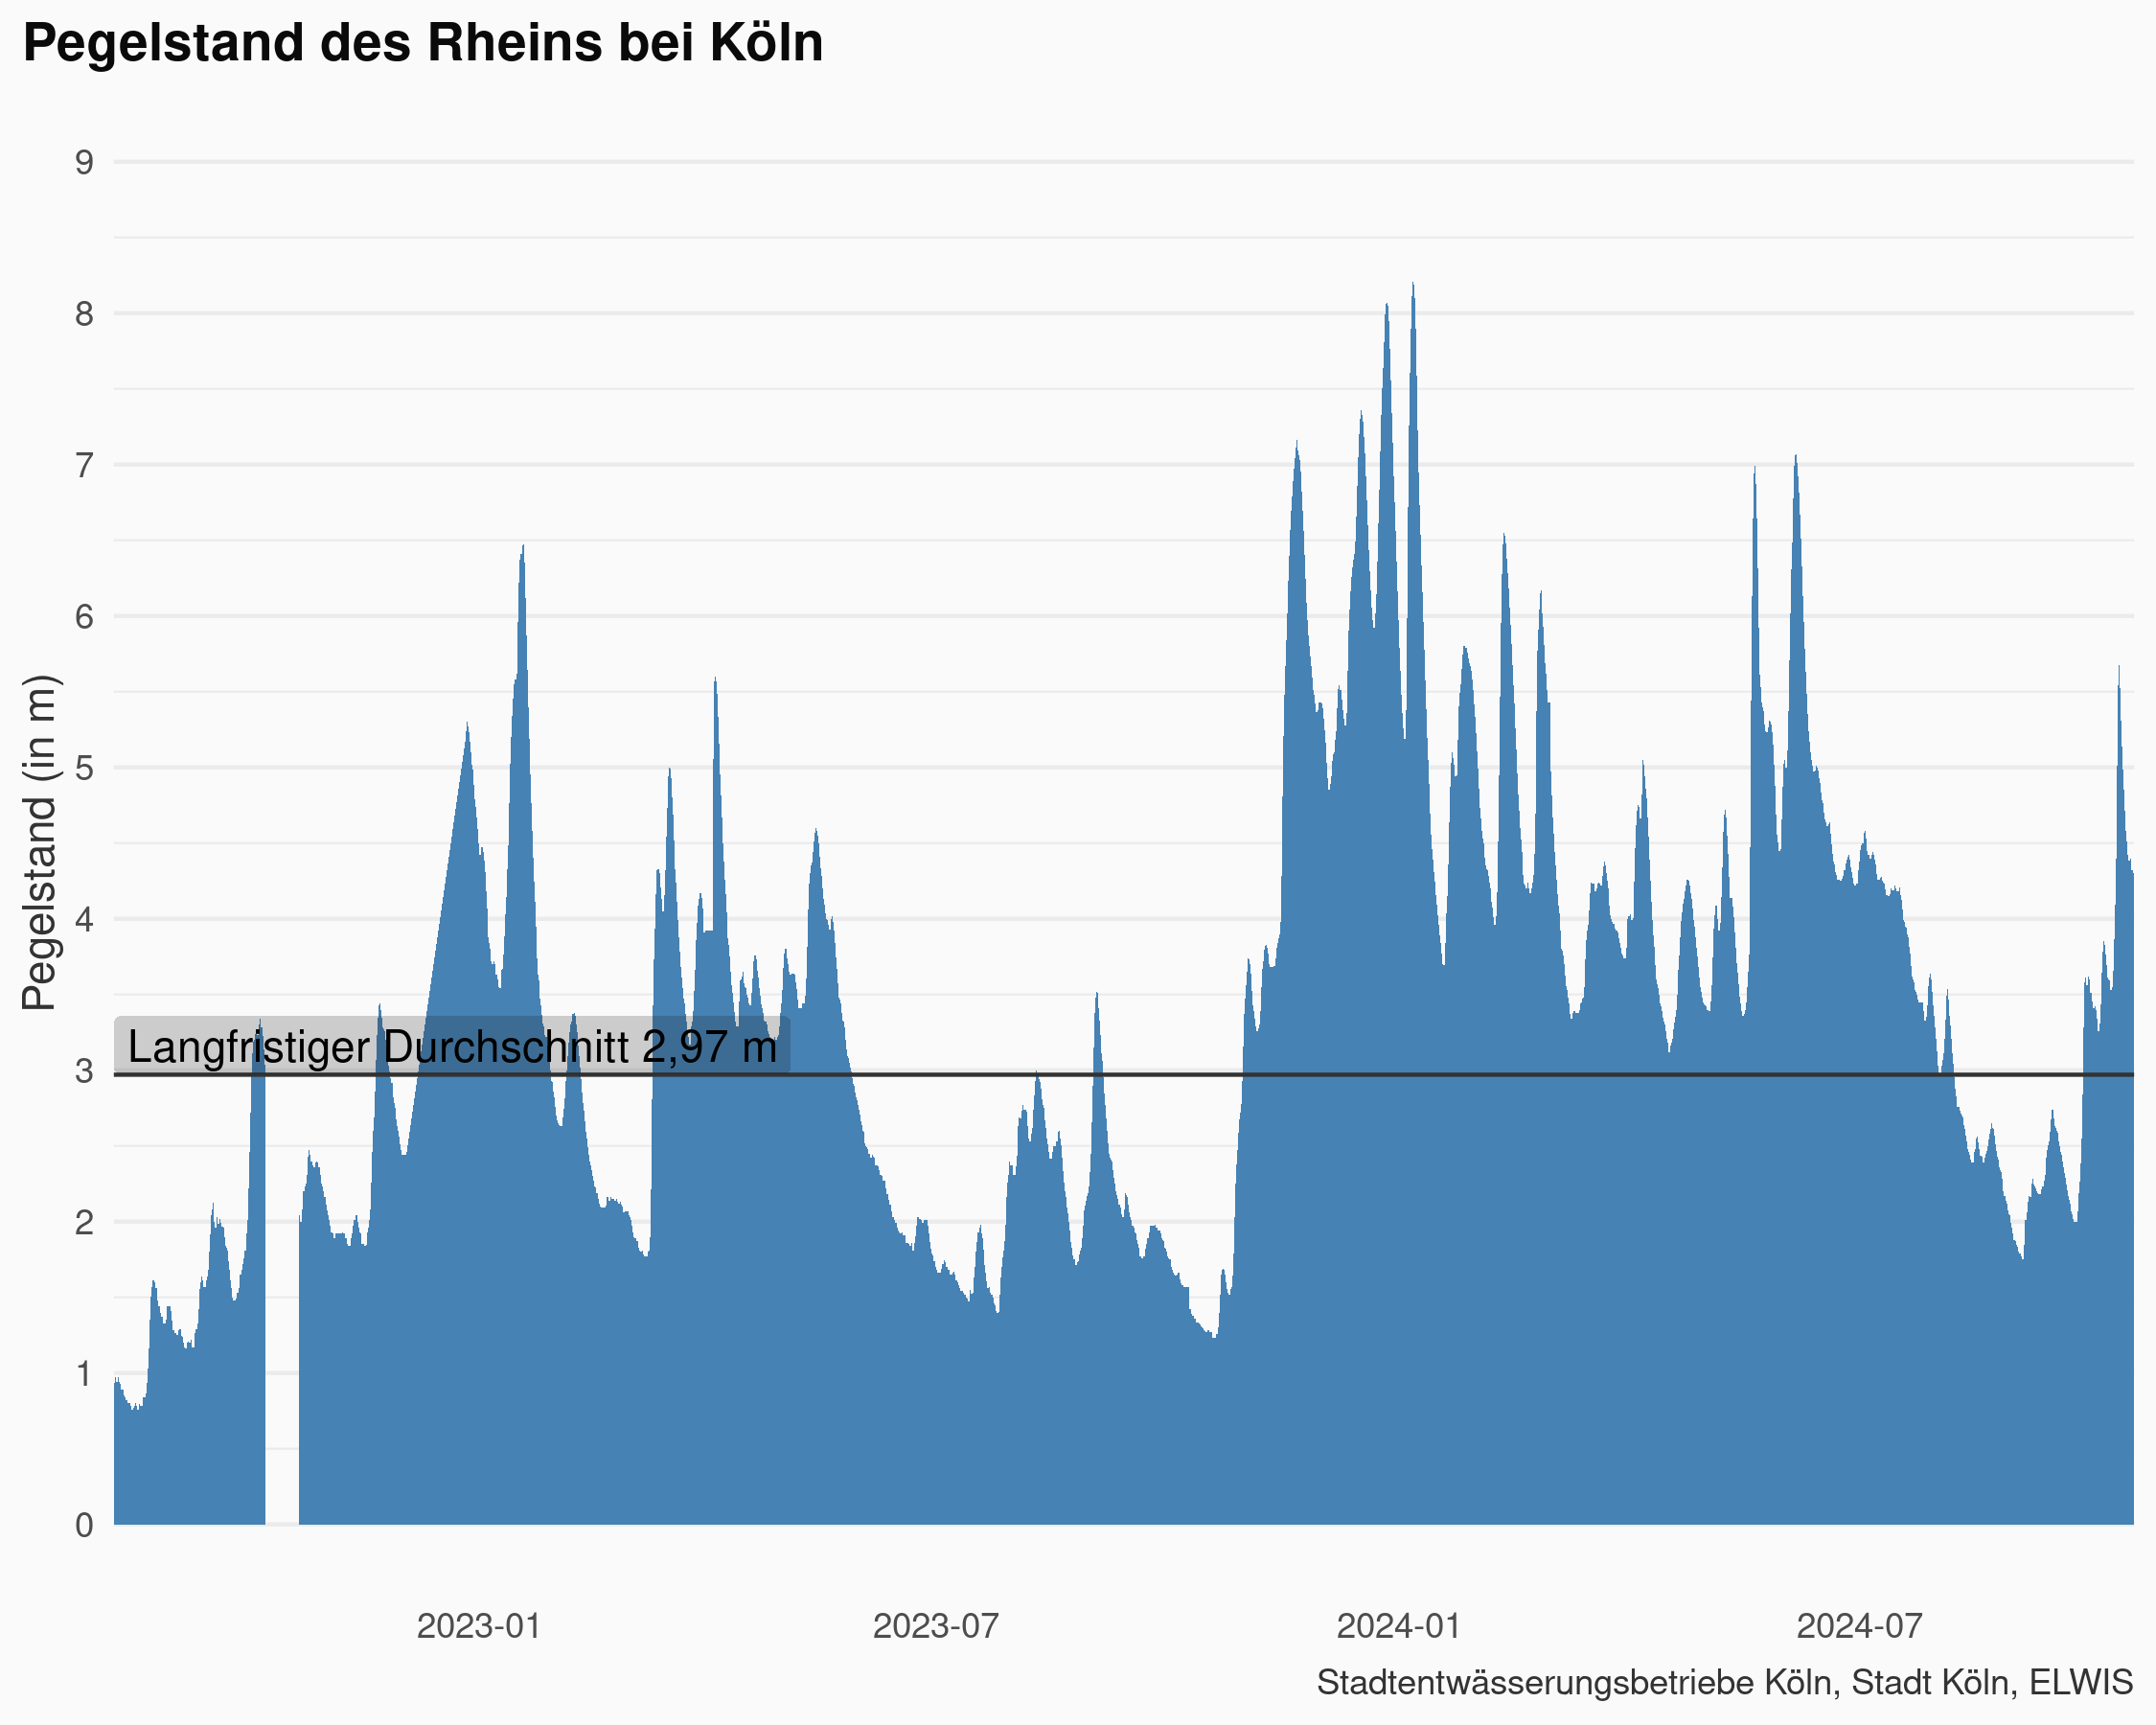 Pegelstand des Rheins bei Köln
Pegelstand (in m)
9
8
7
6
5
4
3
2
1
0
Langfristiger Durchschnitt 2,97 m
2023-01 2023-07 2024-01 2024-07
Stadtentwässerungsbetriebe Köln, Stadt Köln, ELWIS